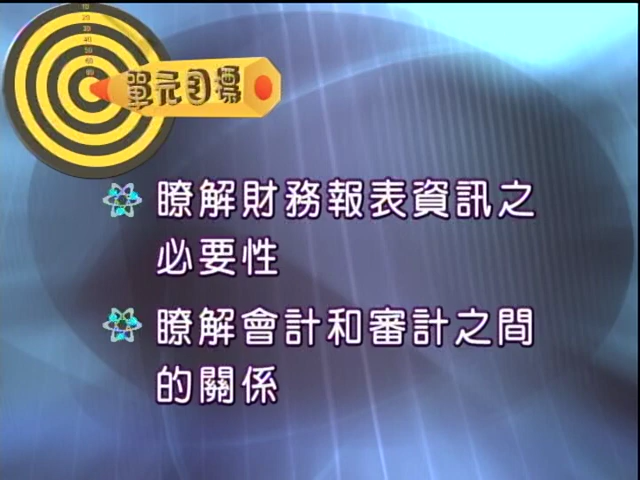 單元目標
瞭解財務報表資訊之
必要性
瞭解會計和審計之間
的關係